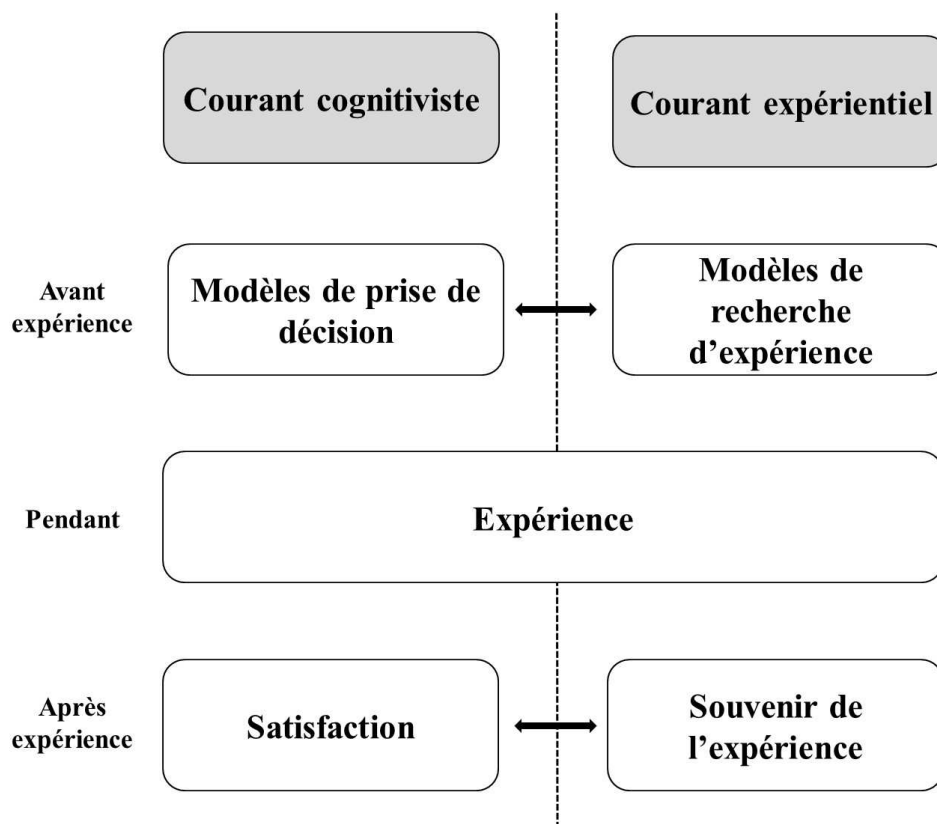 Courant cognitiviste
Courant expérientiel
Avant
expérience
Modèles de prise de
décision
Modèles de
recherche
d’expérience
Pendant
Expérience
Après
expérience
Satisfaction
Souvenir de
l’expérience